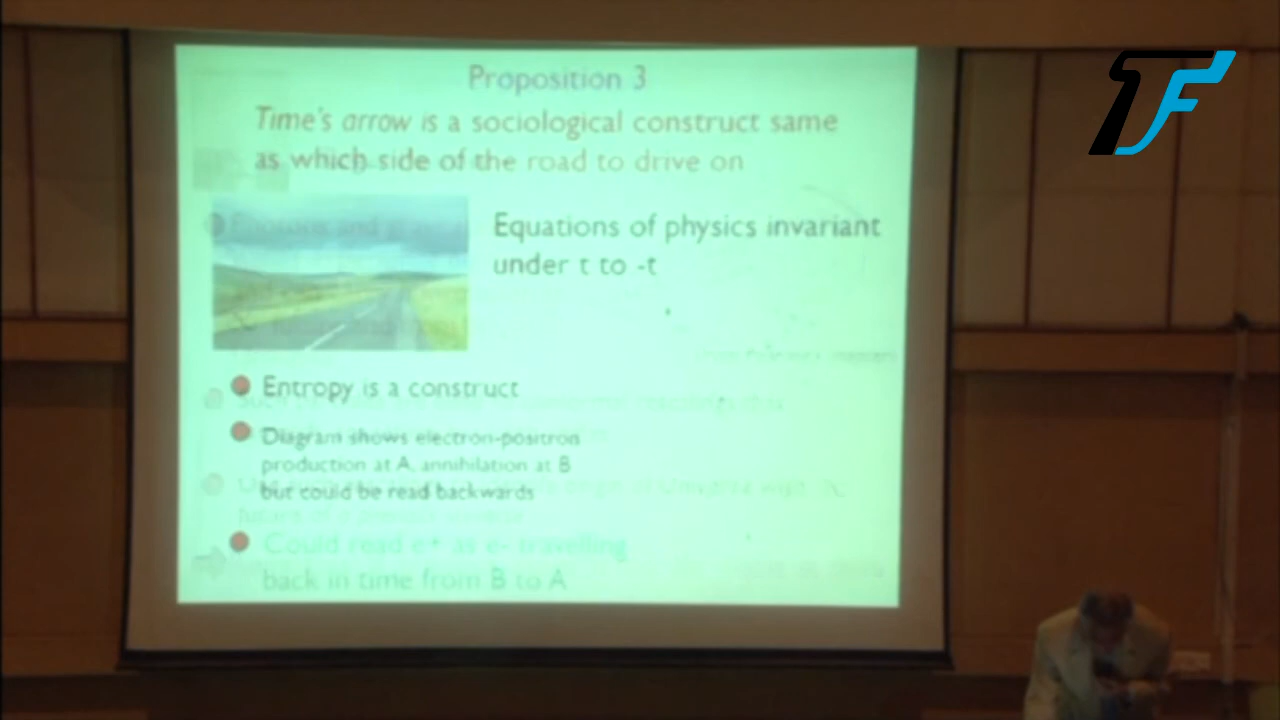 Proposition 3
Time's arrow is a sociological construct same
as which side of the road to drive on
Equations of physics invariant
under t to -t
Entropy is a construct
Diagram shows electron-positron
production at A, annihilation at B
but could be read backwards
Could read e+ as e- travelling
back in time from B to A
TF